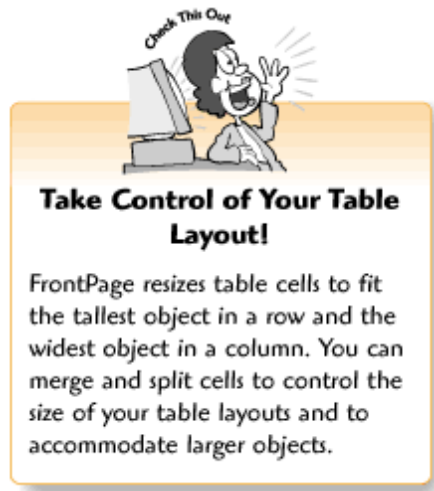 Check This Out
Take Control of Your Table
Layout!
FrontPage resizes table cells to fit
the tallest object in a row and the
widest object in a column. You can
merge and split cells to control the
size of your table layouts and to
accommodate larger objects.